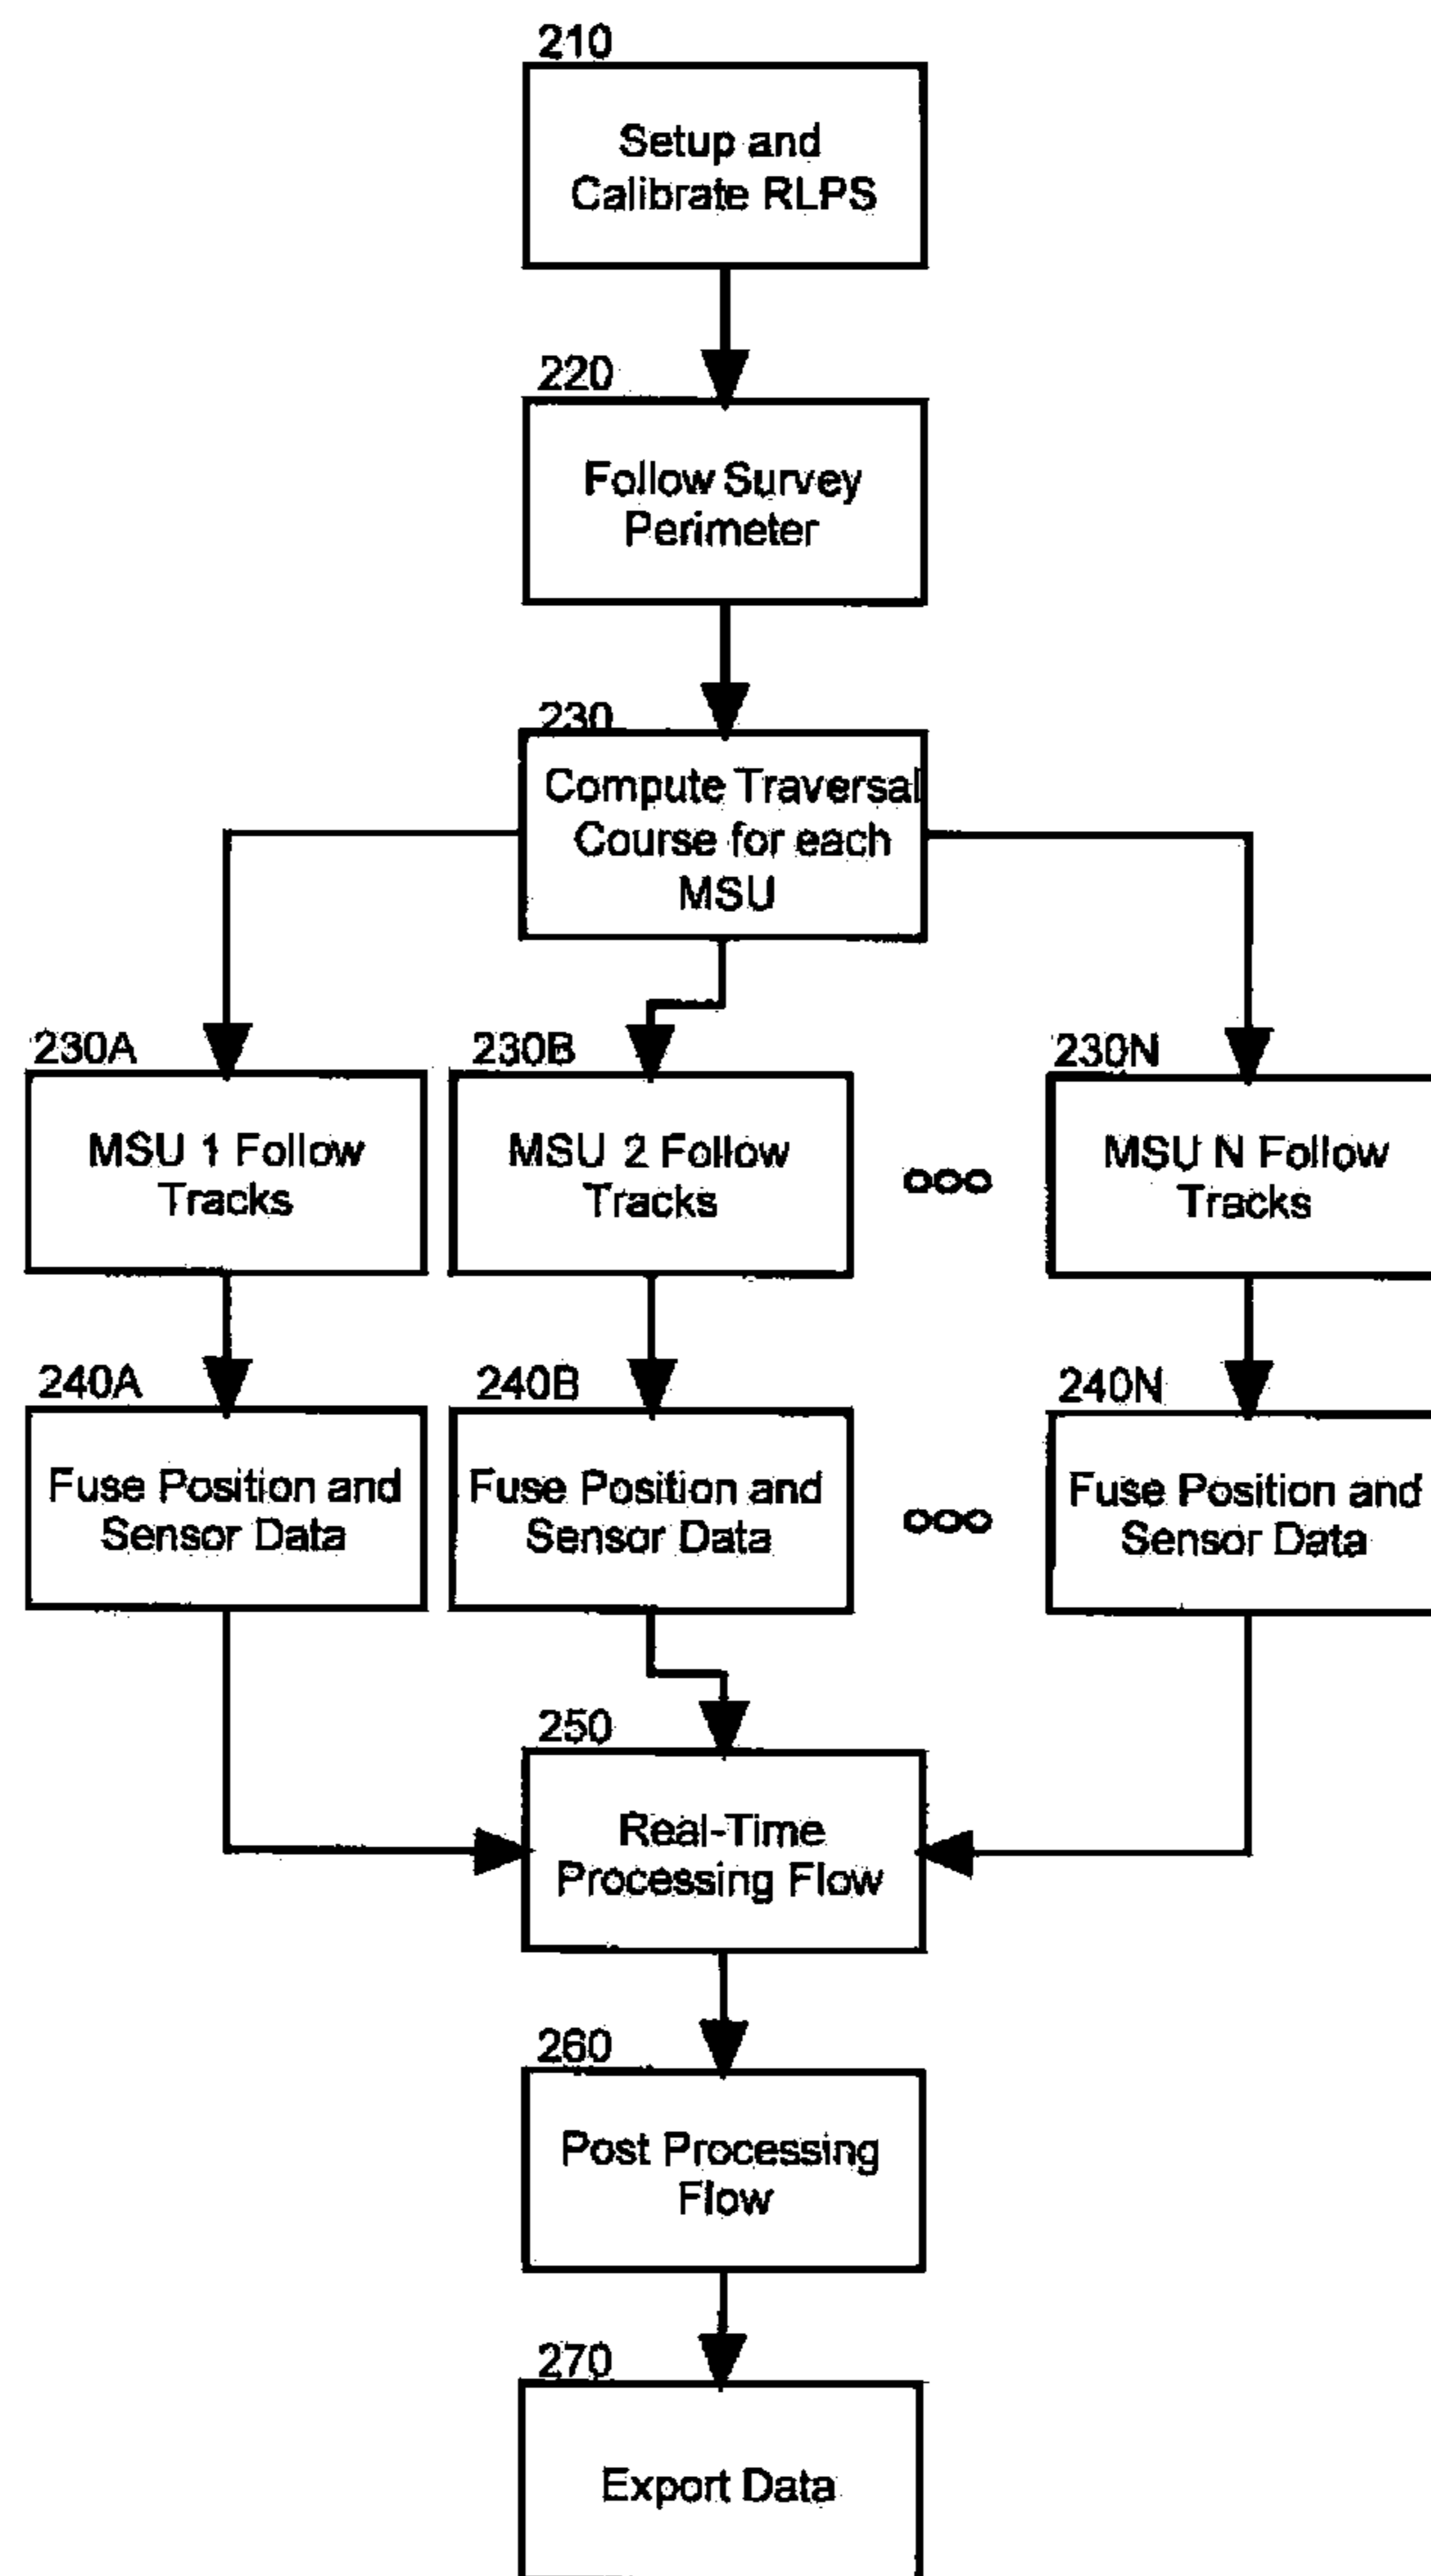 210
Setup and
Calibrate RLPS
220
Follow Survey
Perimeter
230
Compute Traversal
Course for each
MSU
230A
MSU 1 Follow
Tracks
230B
MSU 2 Follow
Tracks
ooo
230N
MSU N Follow
Tracks
240A
Fuse Position and
Sensor Data
240B
Fuse Position and
Sensor Data
ooo
240N
Fuse Position and
Sensor Data
250
Real-Time
Processing Flow
260
Post Processing
Flow
270
Export Data